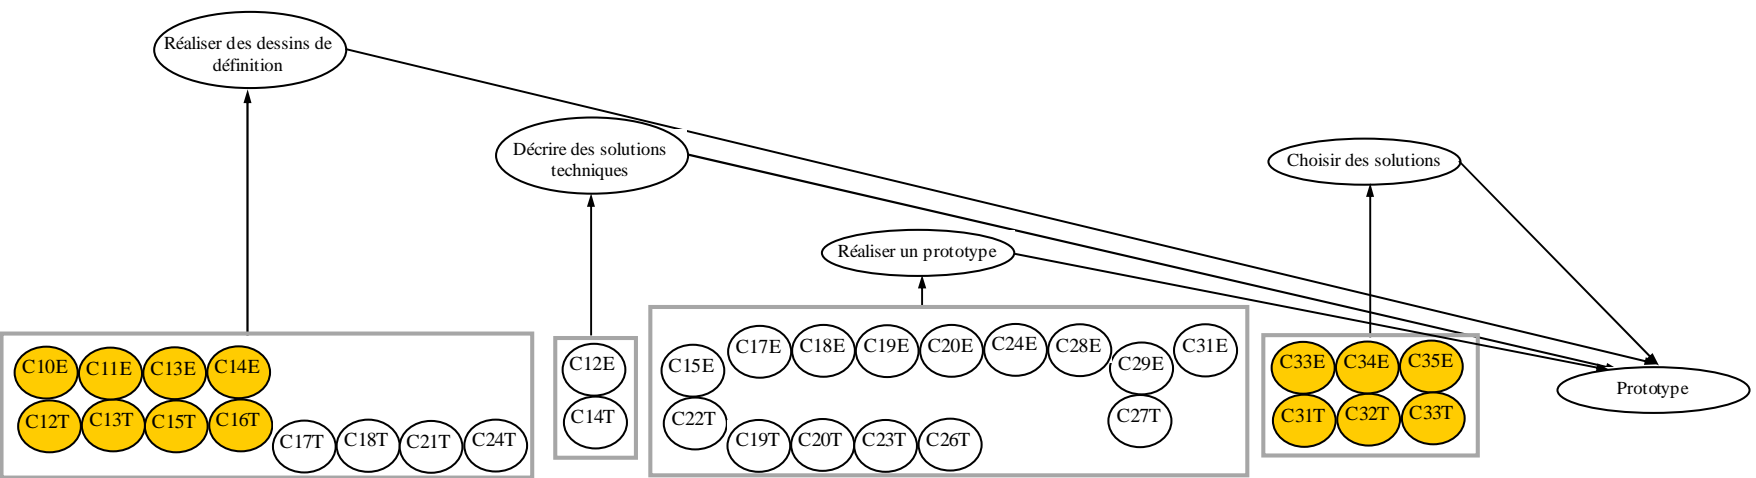 Réaliser des dessins de
définition
Décrire des solutions
techniques
Choisir des solutions
Réaliser un prototype
Prototype
C10E C11E C13E C14E
C12T C13T C15T C16T
C17T C18T C21T C24T
C12E
C14T
C17E C18E C19E C20E C24E C28E C31E
C15E C29E
C22T C27T
C19T C20T C23T C26T
C33E C34E C35E
C31T C32T C33T